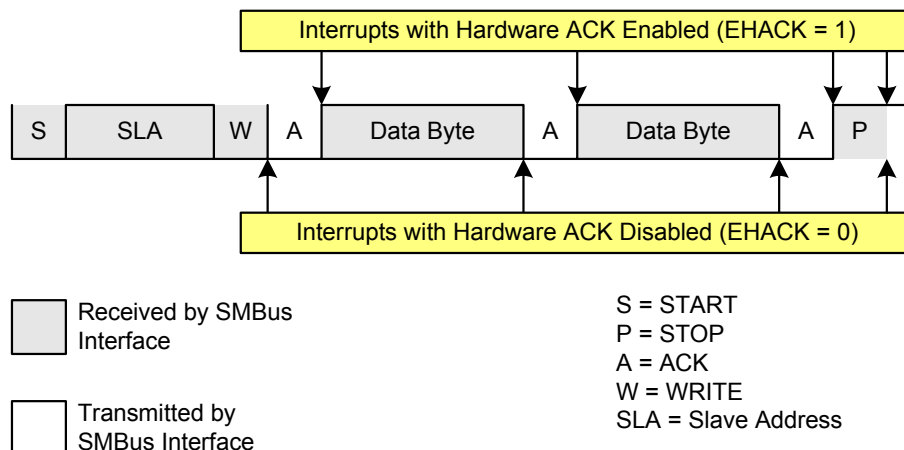 Interrupts with Hardware ACK Enabled (EHACK = 1)
S SLA W A Data Byte A Data Byte A P
Interrupts with Hardware ACK Disabled (EHACK = 0)
Received by SMBus
Interface
Transmitted by
SMBus Interface
S = START
P = STOP
A = ACK
W = WRITE
SLA = Slave Address